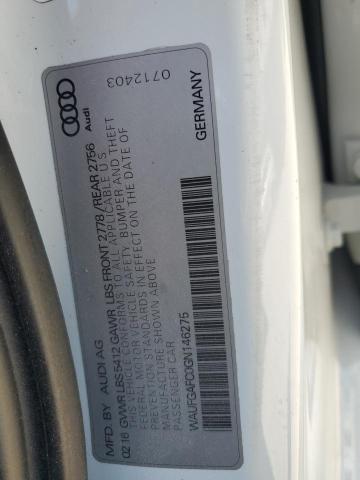 MFD. BY AUDI AG
02.16 GVWR LBS 5412 GAWR LBS FRONT 2778 / REAR 2756
THIS VEHICLE CONFORMS TO ALL APPLICABLE U S
FEDERAL MOTOR VEHICLE SAFETY, BUMPER AND THEFT
PREVENTION STANDARDS IN EFFECT ON THE DATE OF
MANUFACTURE SHOWN ABOVE
PASSENGER CAR
WAUFGAFC0GN146275
GERMANY
Audi
0712403